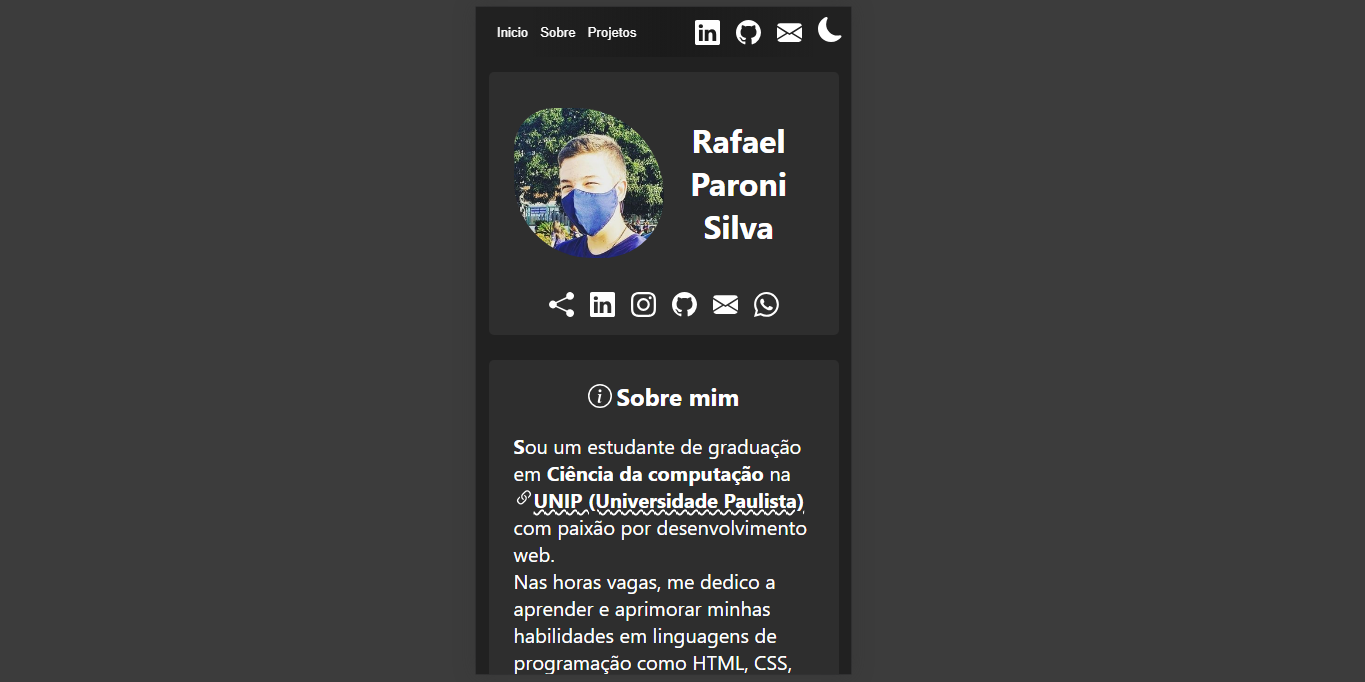 Inicio Sobre Projetos
Rafael
Paroni
Silva
Sobre mim
Sou um estudante de graduação
em Ciência da computação na
UNIP (Universidade Paulista)
com paixão por desenvolvimento
web.
Nas horas vagas, me dedico a
aprender e aprimorar minhas
habilidades em linguagens de
programação como HTML, CSS,